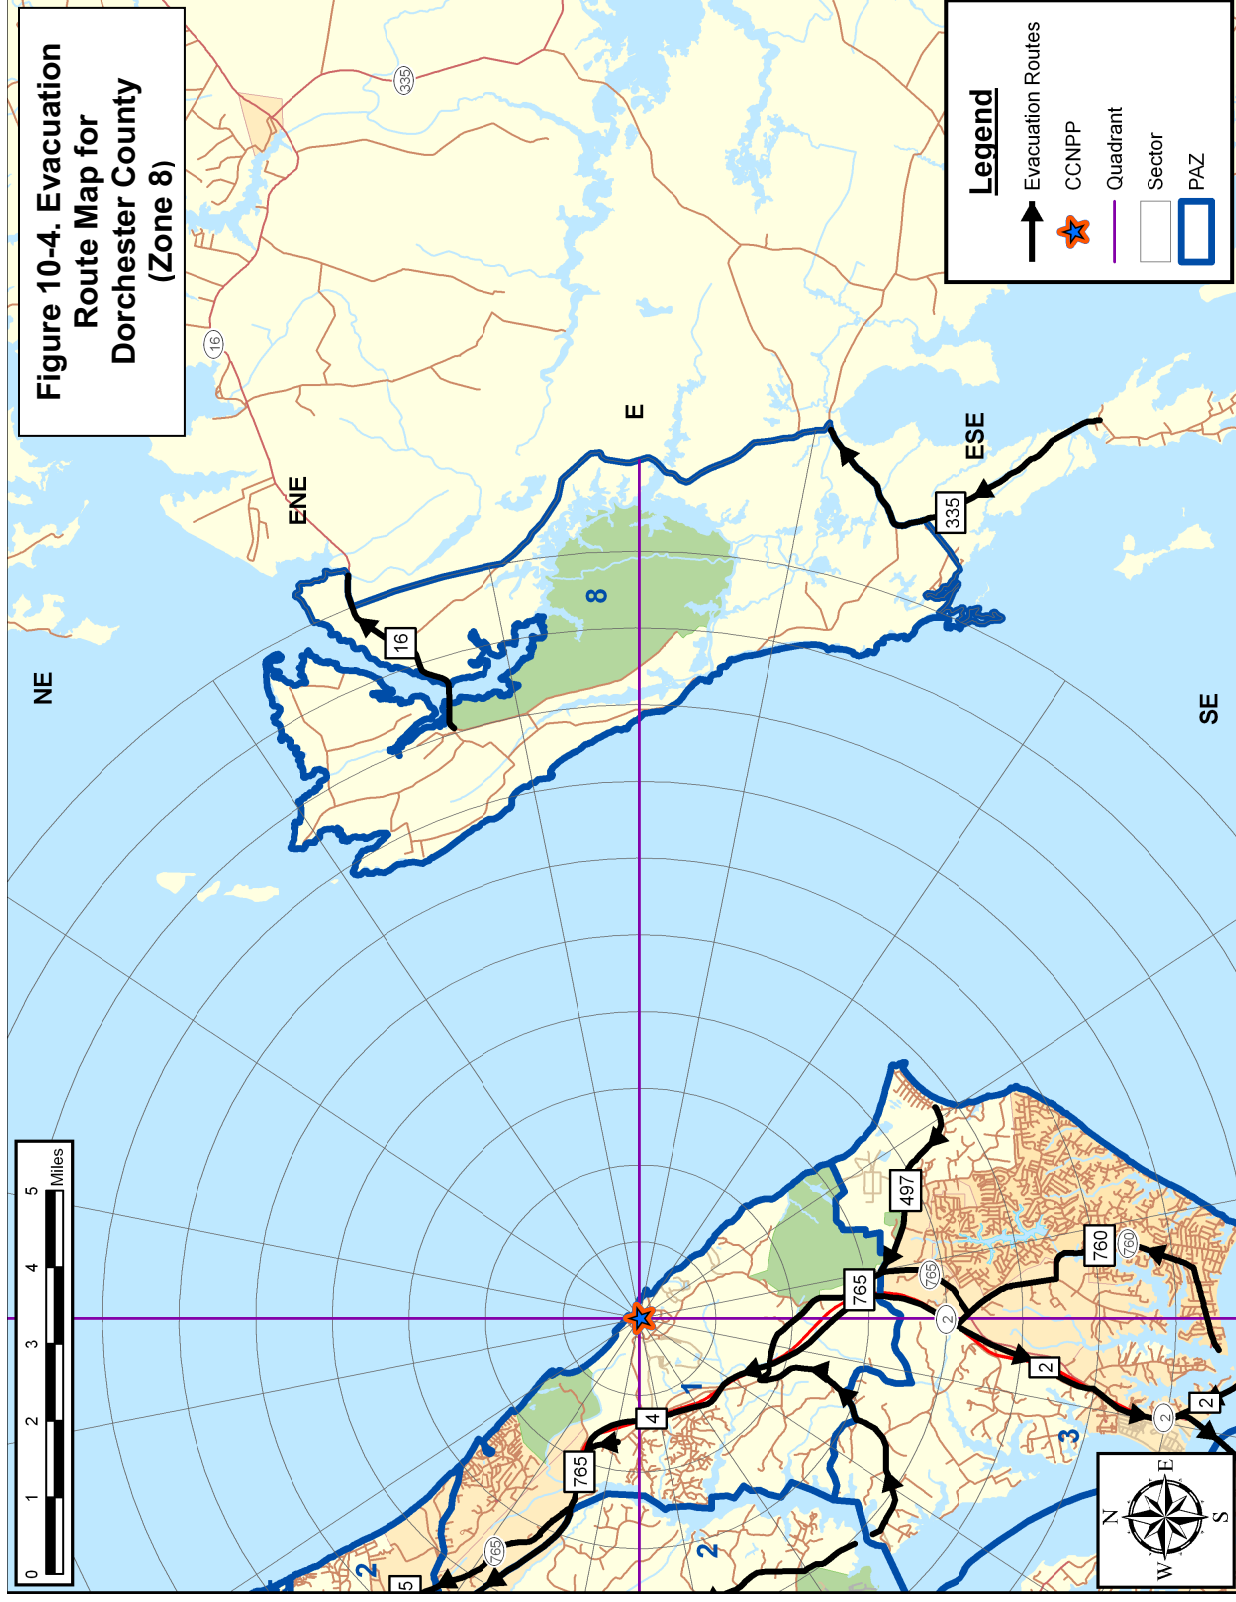 Figure 10-4. Evacuation
Route Map for
Dorchester County
(Zone 8)
Legend
Evacuation Routes
CCNPP
Quadrant
Sector
PAZ
0 1 2 3 4 5
Miles
NE
ENE
E
ESE
SE
335
16
16
335
8
497
765
765
760
760
2
2
2
2
4
1
765
765
5
2
2
3
N
E
S
W